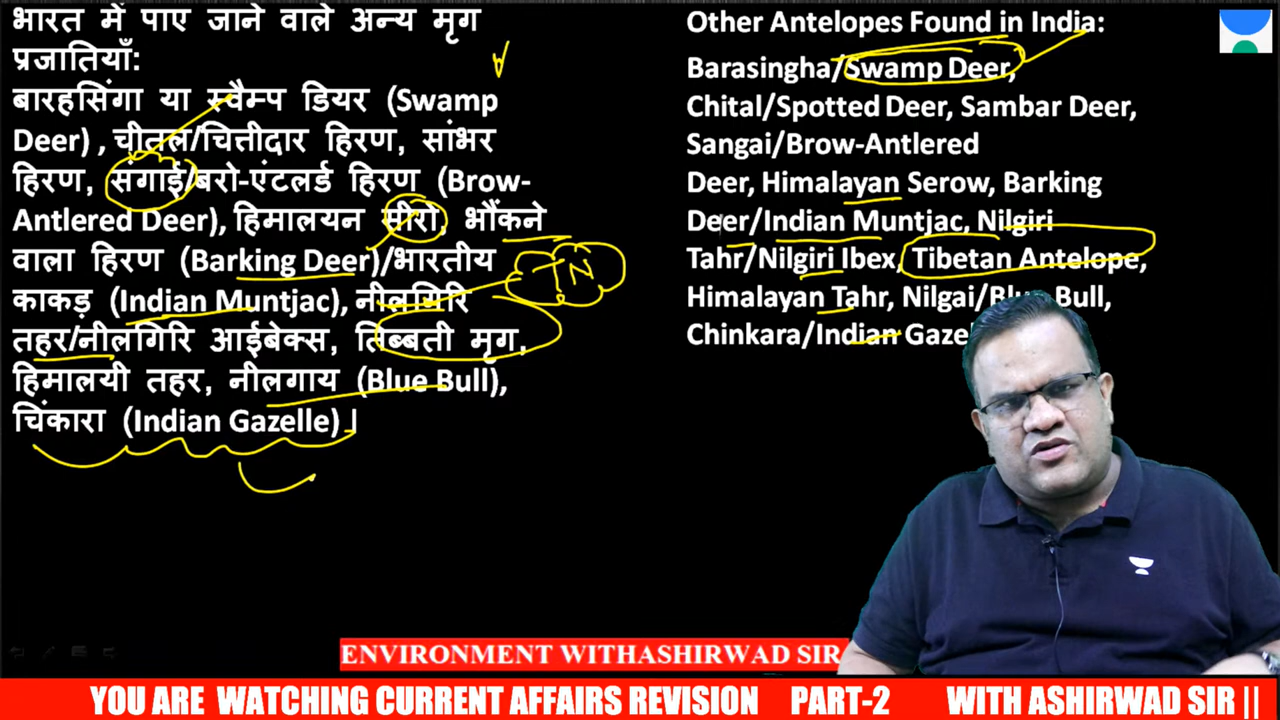 भारत में पाए जाने वाले अन्य मृग
प्रजातियाँ:
बारहसिंगा या स्वैम्प डियर (Swamp
Deer) , चीतल/चित्तीदार हिरण, सांभर
हिरण, संगाई/बरो-एंटलर्ड हिरण (Brow-
Antlered Deer), हिमालयन सीरो, भौंकने
वाला हिरण (Barking Deer)/भारतीय
काकड़ (Indian Muntjac), नीलगिरि
तहर/नीलगिरि आईबेक्स, तिब्बती मृग,
हिमालयी तहर, नीलगाय (Blue Bull),
चिंकारा (Indian Gazelle)।
N
Other Antelopes Found in India:
Barasingha/Swamp Deer,
Chital/Spotted Deer, Sambar Deer,
Sangai/Brow-Antlered
Deer, Himalayan Serow, Barking
Deer/Indian Muntjac, Nilgiri
Tahr/Nilgiri Ibex, Tibetan Antelope,
Himalayan Tahr, Nilgai/Blue Bull,
Chinkara/Indian
ENVIRONMENT WITHASHIRWAD SIR
YOU ARE WATCHING CURRENT AFFAIRS REVISION PART-2 WITH ASHIRWAD SIR ||